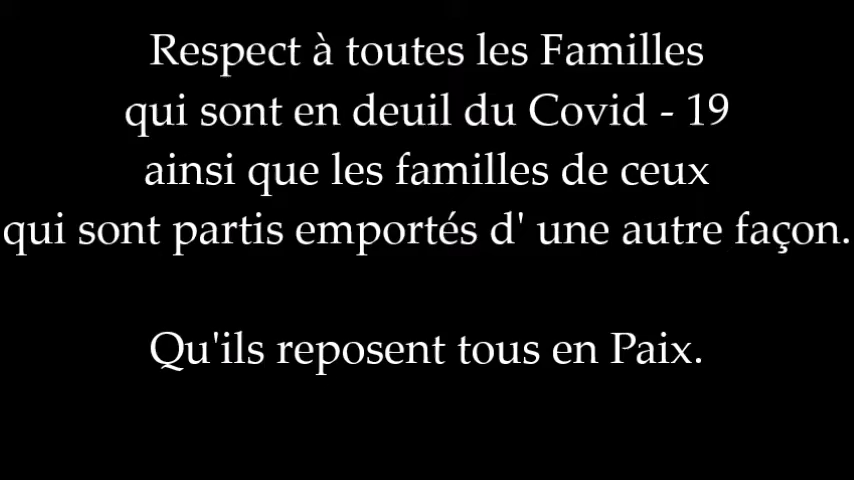 Respect à toutes les Familles
qui sont en deuil du Covid - 19
ainsi que les familles de ceux
qui sont partis emportés d' une autre façon.
Qu'ils reposent tous en Paix.